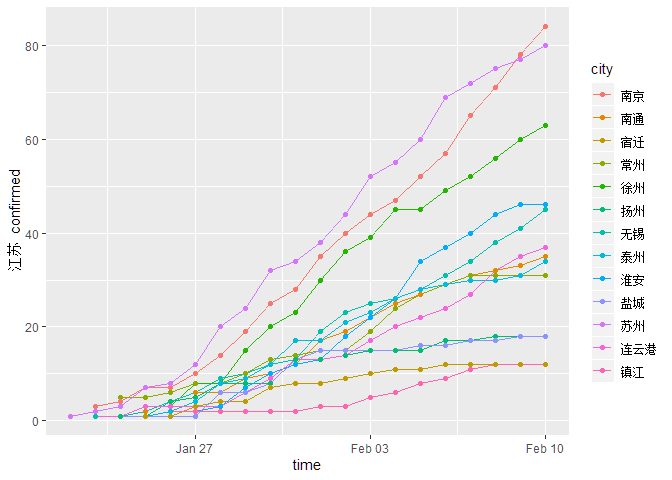 江苏 confirmed
80
60
40
20
0
Jan 27
Feb 03
Feb 10
time
city
南京
南通
宿迁
常州
徐州
扬州
无锡
泰州
淮安
盐城
苏州
连云港
镇江